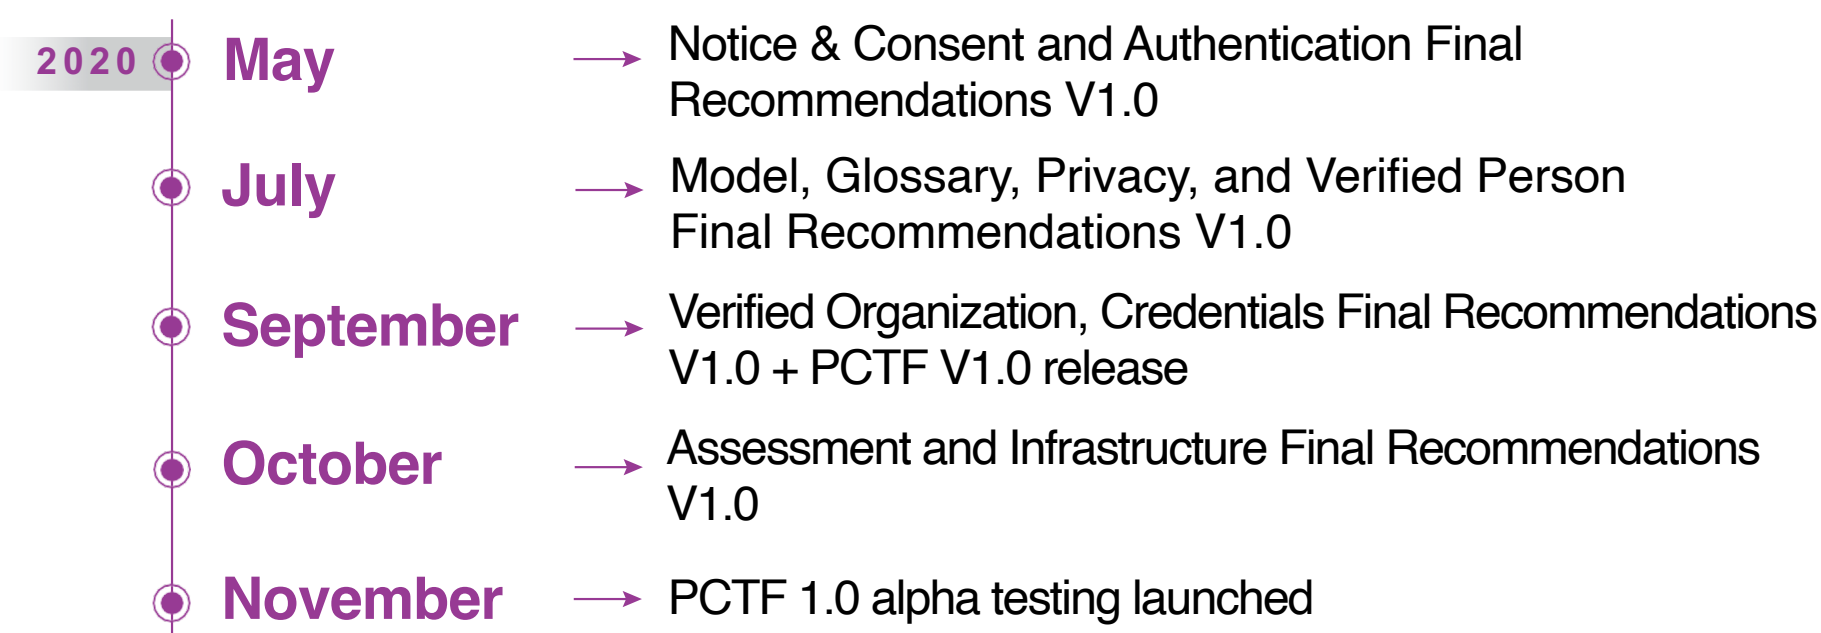 2020
May
Notice & Consent and Authentication Final
Recommendations V1.0
July
Model, Glossary, Privacy, and Verified Person
Final Recommendations V1.0
September
Verified Organization, Credentials Final Recommendations
V1.0 + PCTF V1.0 release
October
Assessment and Infrastructure Final Recommendations
V1.0
November
PCTF 1.0 alpha testing launched